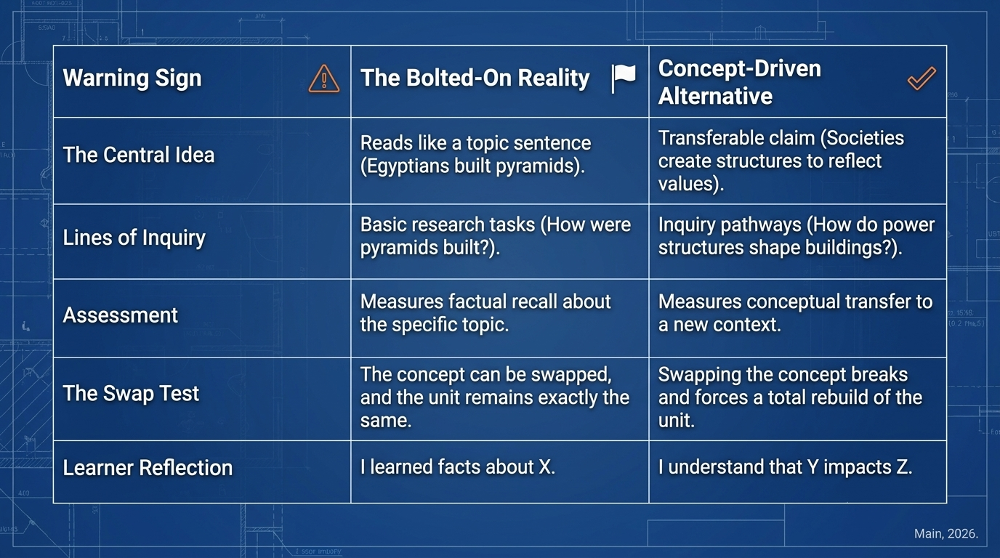 Warning Sign
The Bolted-On Reality
Concept-Driven
Alternative
The Central Idea
Reads like a topic sentence
(Egyptians built pyramids).
Transferable claim (Societies
create structures to reflect
values).
Lines of Inquiry
Basic research tasks (How were
pyramids built?).
Inquiry pathways (How do power
structures shape buildings?).
Assessment
Measures factual recall about
the specific topic.
Measures conceptual transfer to
a new context.
The Swap Test
The concept can be swapped,
and the unit remains exactly the
same.
Swapping the concept breaks
and forces a total rebuild of the
unit.
Learner Reflection
I learned facts about X.
I understand that Y impacts Z.
Main, 2026.